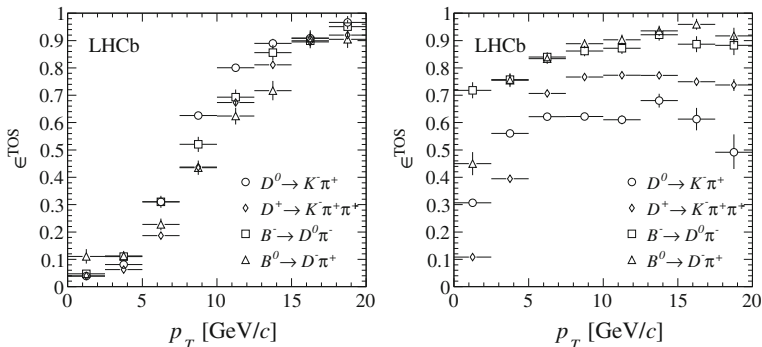 LHCb
ϵ^TOS
1
0.9
0.8
0.7
0.6
0.5
0.4
0.3
0.2
0.1
0
D⁰→ K⁻π⁺
D⁺→ K⁻π⁺π⁺
B⁻→ D⁰π⁻
B⁰→ D⁻π⁺
0 5 10 15 20
p_T [GeV/c]
LHCb
ϵ^TOS
1
0.9
0.8
0.7
0.6
0.5
0.4
0.3
0.2
0.1
0
D⁰→ K⁻π⁺
D⁺→ K⁻π⁺π⁺
B⁻→ D⁰π⁻
B⁰→ D⁻π⁺
0 5 10 15 20
p_T [GeV/c]